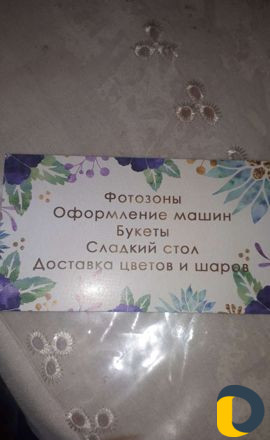 Фотозоны
Оформление машин
Букеты
Сладкий стол
Доставка цветов и шаров